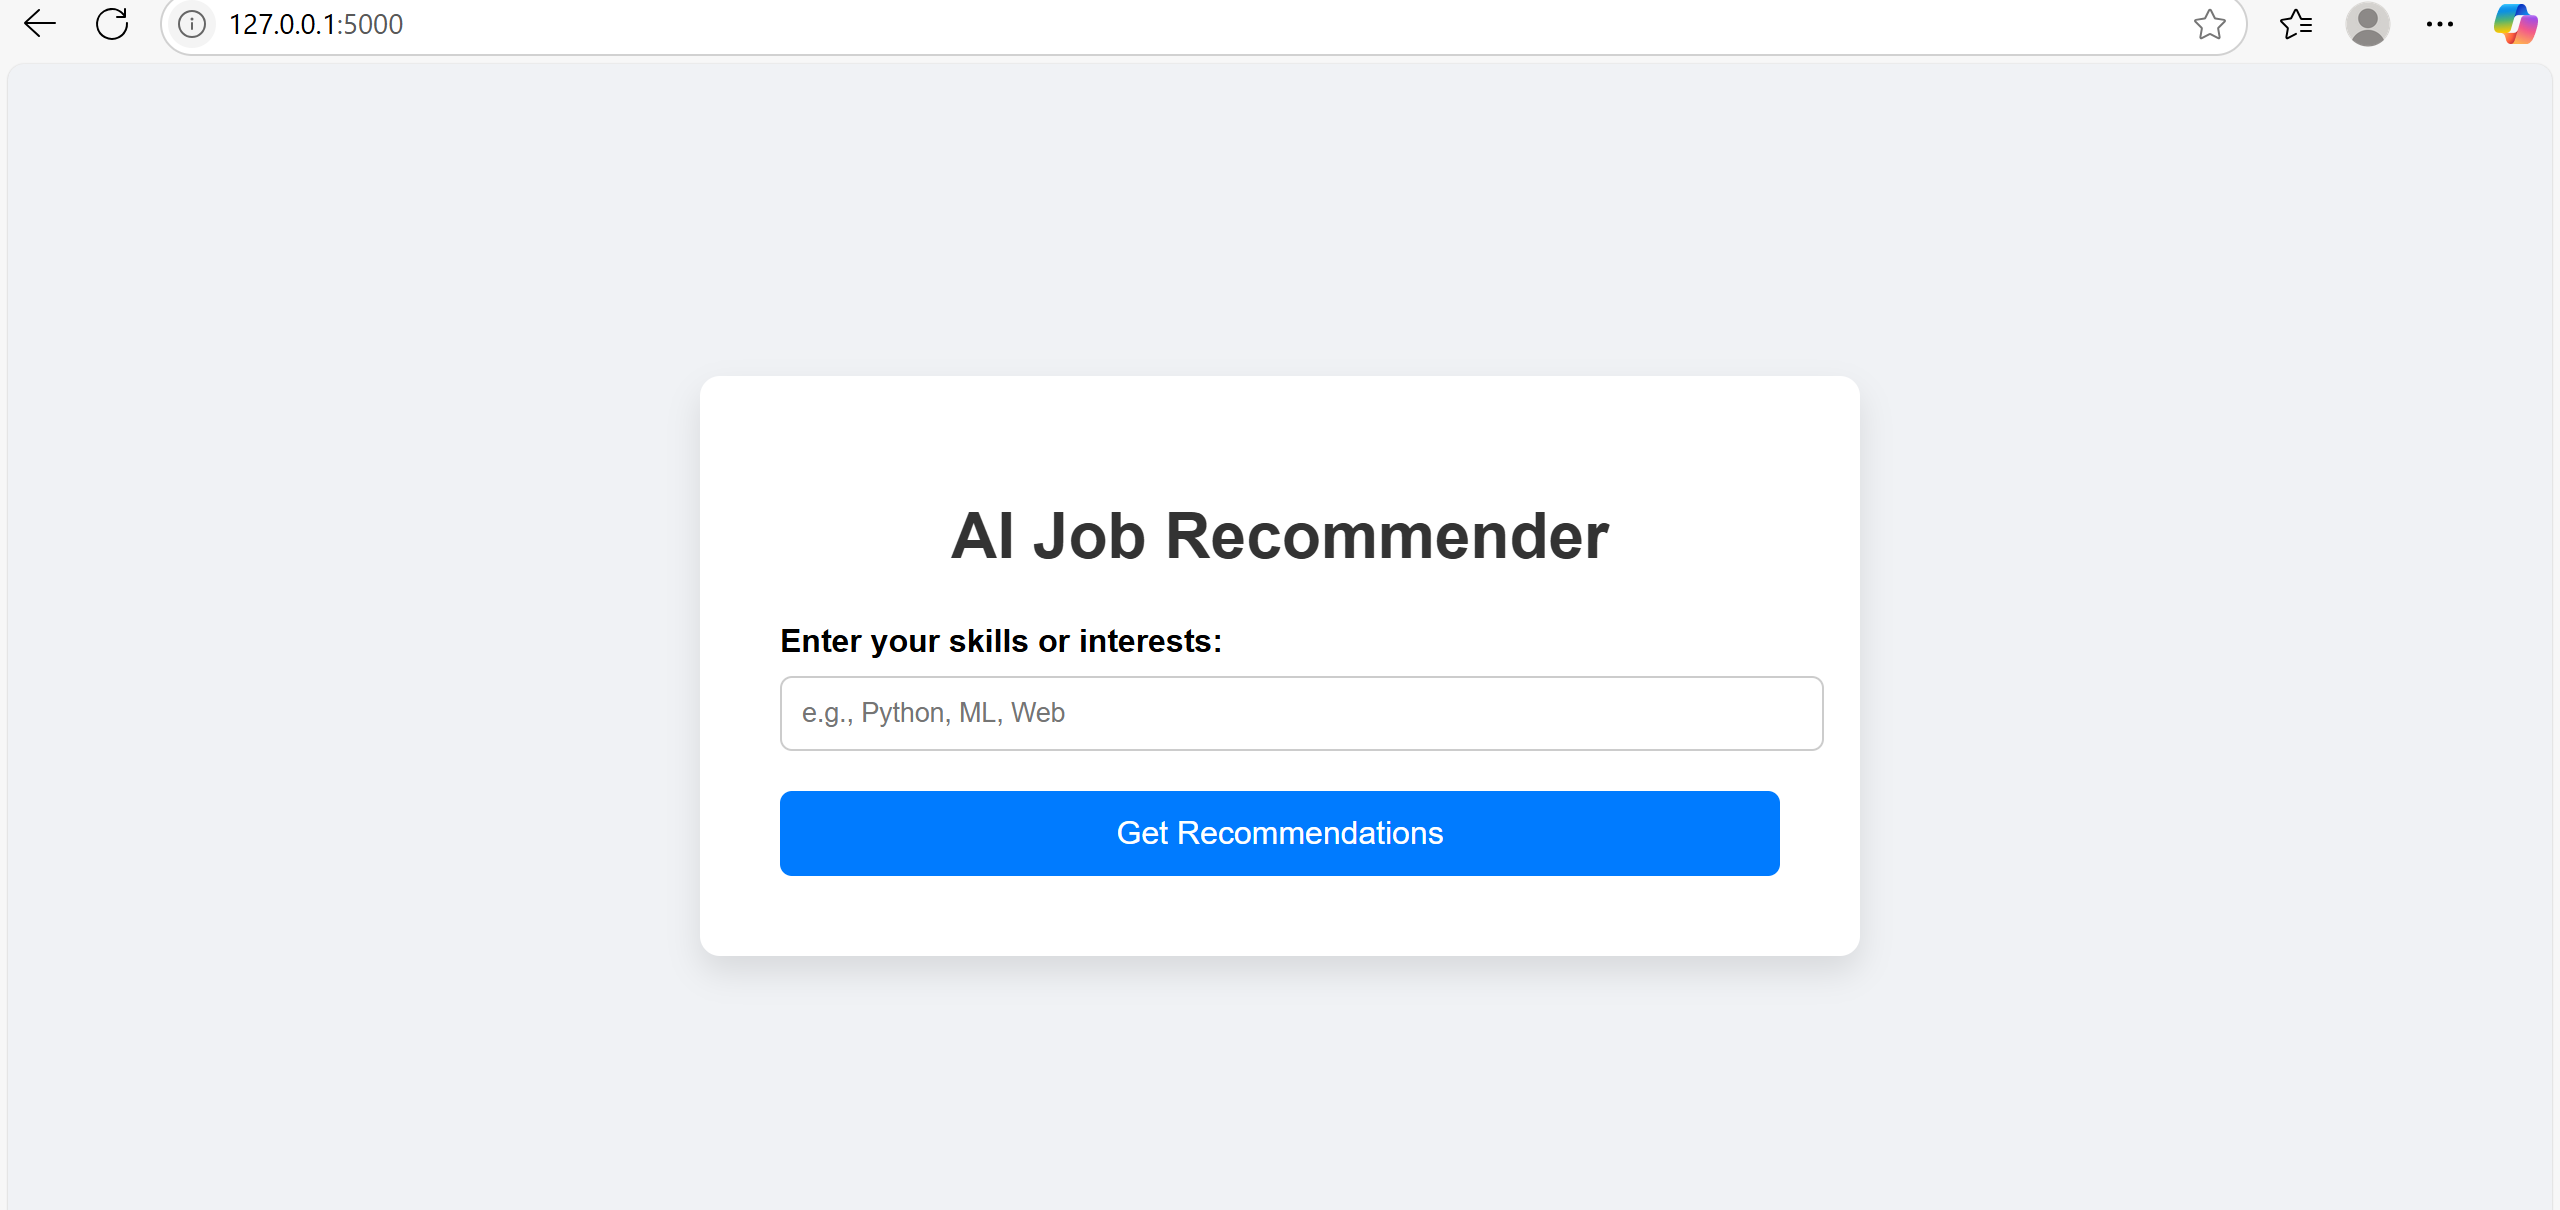 127.0.0.1:5000
AI Job Recommender
Enter your skills or interests:
e.g., Python, ML, Web
Get Recommendations